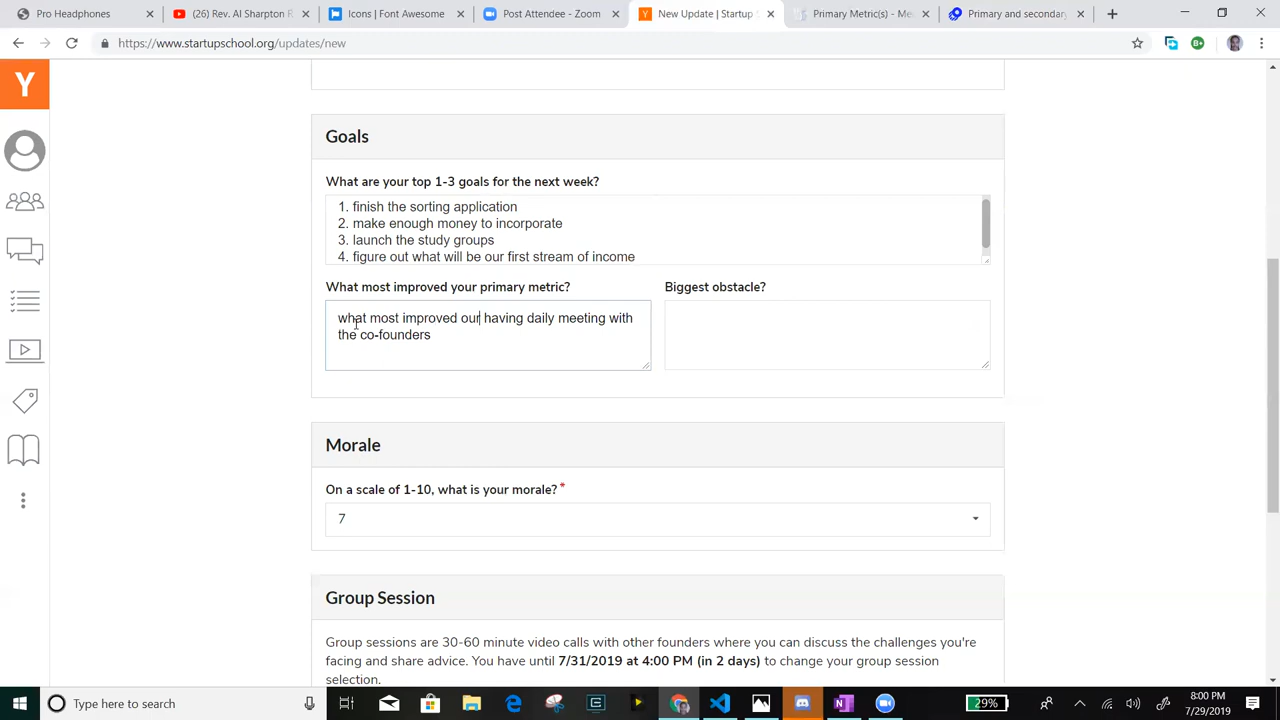 Pro Headphones
(26) Rev. Al Sharpton R
Icons | Font Awesome
Post Attendee - Zoom
New Update | Startup S
Primary Metric(s) - Me
Primary and secondary
https://www.startupschool.org/updates/new
Y
B+
Goals
What are your top 1-3 goals for the next week?
1. finish the sorting application
2. make enough money to incorporate
3. launch the study groups
4. figure out what will be our first stream of income
What most improved your primary metric?
Biggest obstacle?
what most improved our having daily meeting with
the co-founders
Morale
On a scale of 1-10, what is your morale?*
7
Group Session
Group sessions are 30-60 minute video calls with other founders where you can discuss the challenges you're
facing and share advice. You have until 7/31/2019 at 4:00 PM (in 2 days) to change your group session
selection.
Type here to search
29%
8:00 PM
7/29/2019